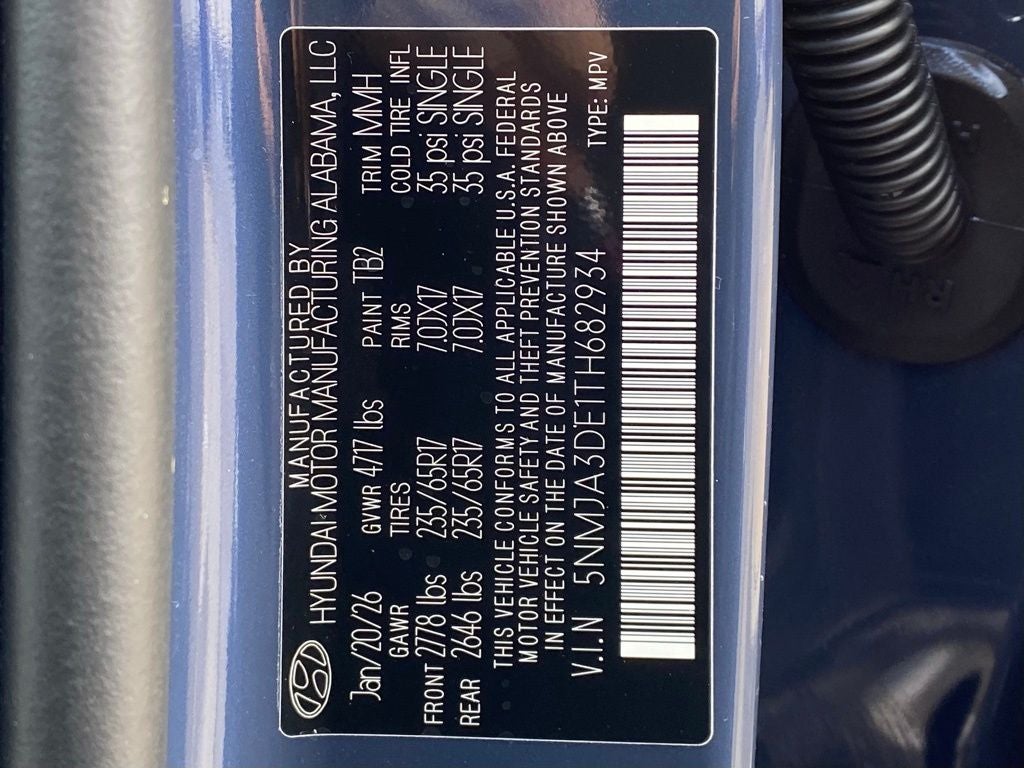 MANUFACTURED BY
HYUNDAI MOTOR MANUFACTURING ALABAMA, LLC
Jan/20/26 GVWR 4717 lbs PAINT TB2 TRIM MMH
GAWR TIRES RIMS COLD TIRE INFL
FRONT 2778 lbs 235/65R17 7.0JX17 35 psi SINGLE
REAR 2646 lbs 235/65R17 7.0JX17 35 psi SINGLE
THIS VEHICLE CONFORMS TO ALL APPLICABLE U.S.A. FEDERAL
MOTOR VEHICLE SAFETY AND THEFT PREVENTION STANDARDS
IN EFFECT ON THE DATE OF MANUFACTURE SHOWN ABOVE
V.I.N 5NMJA3DE1TH682934 TYPE: MPV